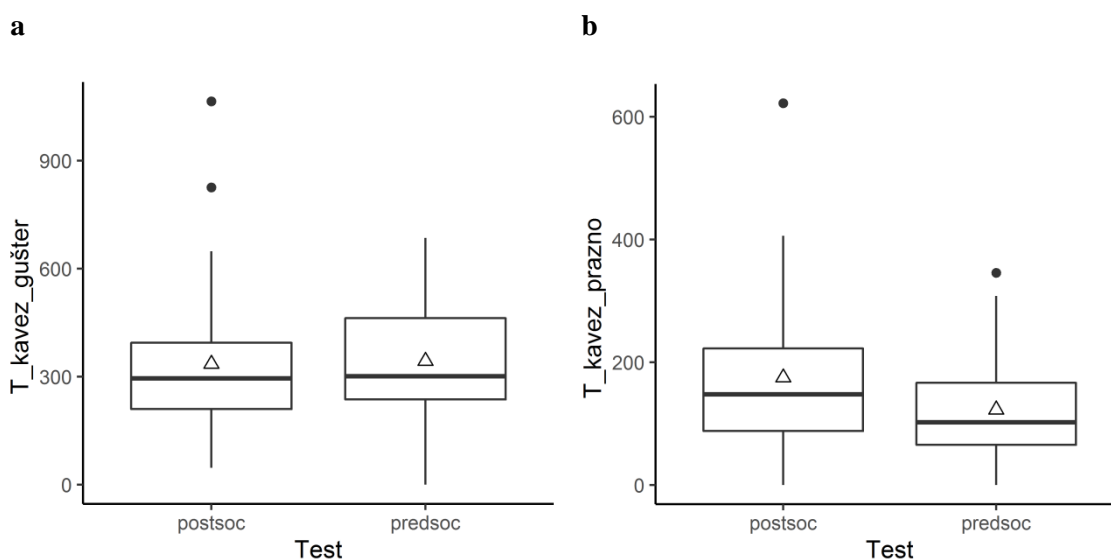 a
T_kavez_gušter
900
600
300
0
postsoc predsoc
Test
b
T_kavez_prazno
600
400
200
0
postsoc predsoc
Test